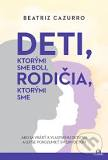 BEATRIZ CAZURRO
DETI,
KTORÝMI
SME BOLI,
RODIČIA,
KTORÝMI
SME